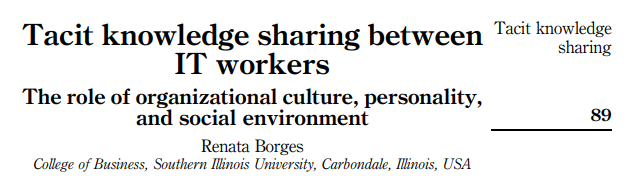 Tacit knowledge sharing between
IT workers
The role of organizational culture, personality,
and social environment
Renata Borges
College of Business, Southern Illinois University, Carbondale, Illinois, USA
Tacit knowledge
sharing
89